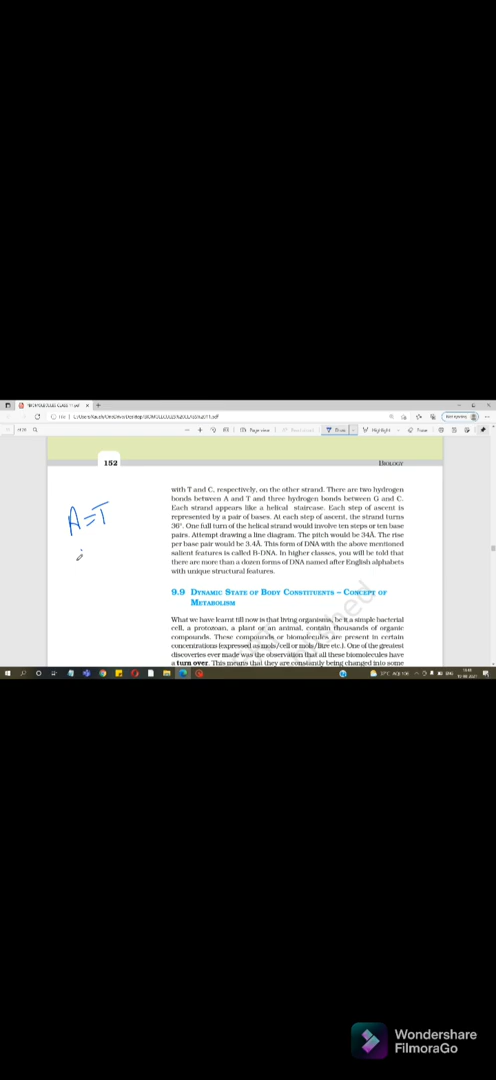 Page view
Draw
Highlight
Erase
152
BIOLOGY
with T and C, respectively, on the other strand. There are two hydrogen
bonds between A and T and three hydrogen bonds between G and C.
Each strand appears like a helical staircase. Each step of ascent is
represented by a pair of bases. At each step of ascent, the strand turns
36°. One full turn of the helical strand would involve ten steps or ten base
pairs. Attempt drawing a line diagram. The pitch would be 34Å. The rise
per base pair would be 3.4Å. This form of DNA with the above mentioned
salient features is called B-DNA. In higher classes, you will be told that
there are more than a dozen forms of DNA named after English alphabets
with unique structural features.
A=T
9.9 DYNAMIC STATE OF BODY CONSTITUENTS – CONCEPT OF
METABOLISM
What we have learnt till now is that living organisms, be it a simple bacterial
cell, a protozoan, a plant or an animal, contain thousands of organic
compounds. These compounds or biomolecules are present in certain
concentrations (expressed as mols/cell or mols/litre etc.). One of the greatest
discoveries ever made was the observation that all these biomolecules have
a turn over. This means that they are constantly being changed into some
Wondershare
FilmoraGo